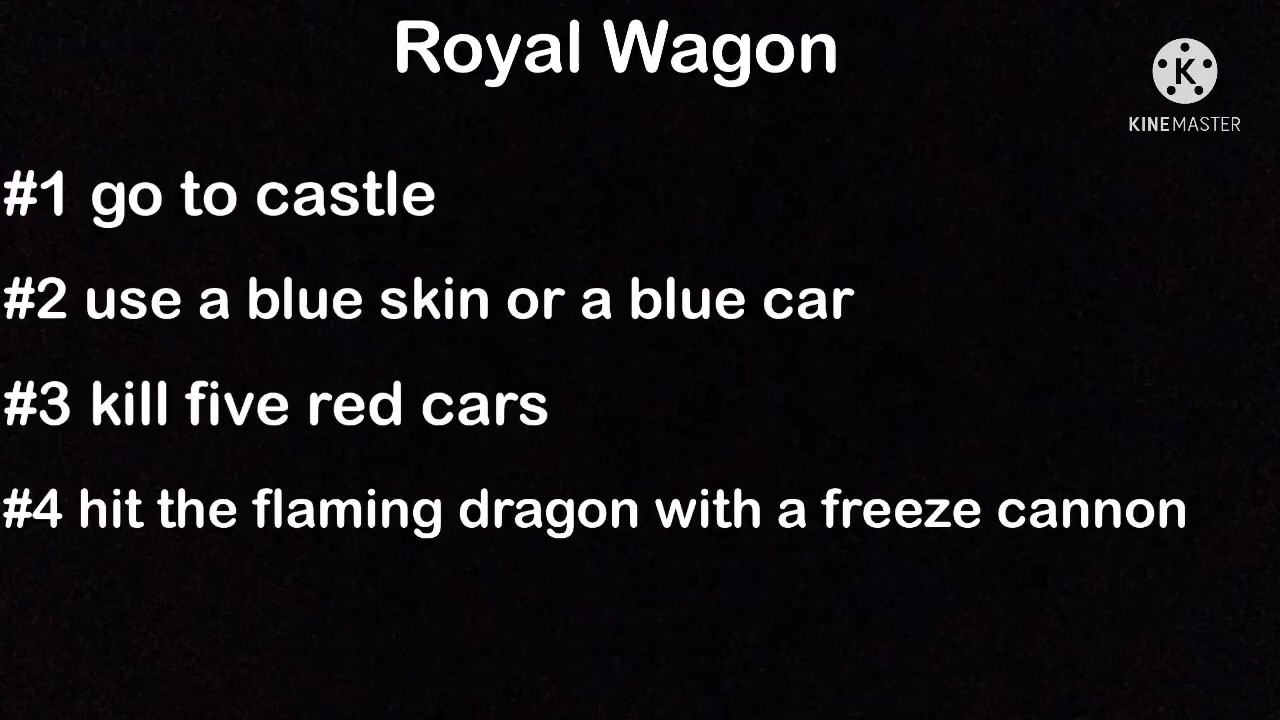 Royal Wagon
K
KINEMASTER
#1 go to castle
#2 use a blue skin or a blue car
#3 kill five red cars
#4 hit the flaming dragon with a freeze cannon